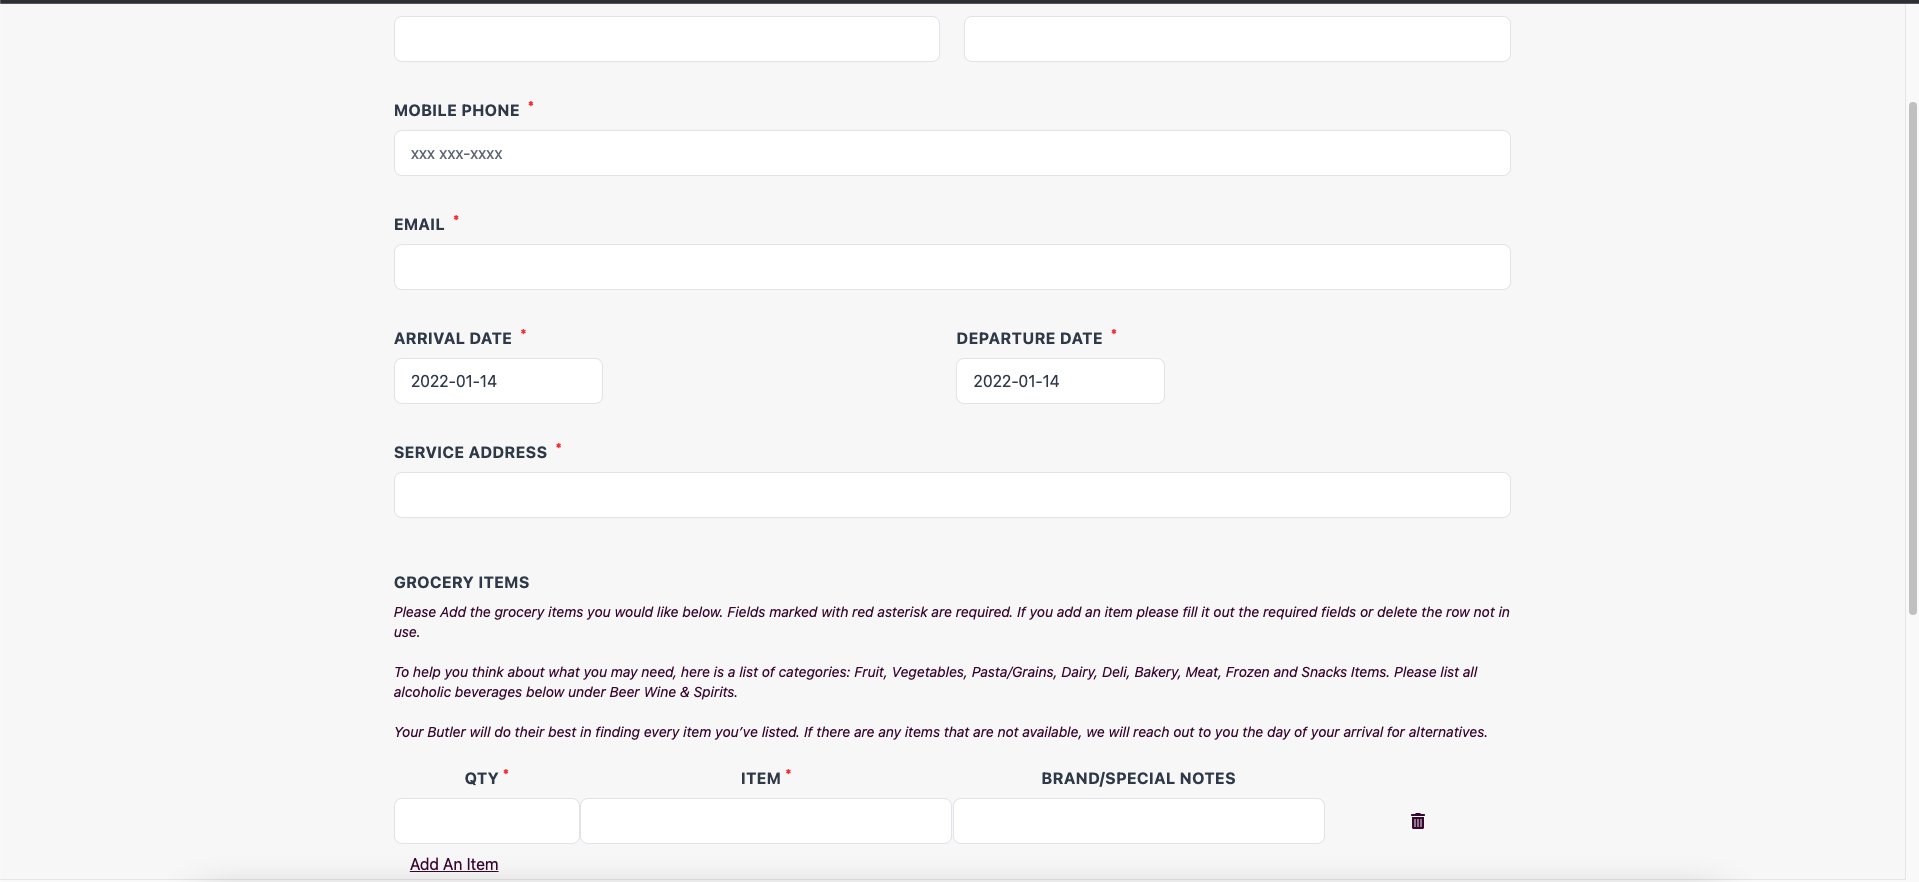 MOBILE PHONE *
xxx xxx-xxxx
EMAIL *
ARRIVAL DATE * DEPARTURE DATE *
2022-01-14 2022-01-14
SERVICE ADDRESS *
GROCERY ITEMS
Please Add the grocery items you would like below. Fields marked with red asterisk are required. If you add an item please fill it out the required fields or delete the row not in
use.
To help you think about what you may need, here is a list of categories: Fruit, Vegetables, Pasta/Grains, Dairy, Deli, Bakery, Meat, Frozen and Snacks Items. Please list all
alcoholic beverages below under Beer Wine & Spirits.
Your Butler will do their best in finding every item you’ve listed. If there are any items that are not available, we will reach out to you the day of your arrival for alternatives.
QTY * ITEM * BRAND/SPECIAL NOTES
Add An Item